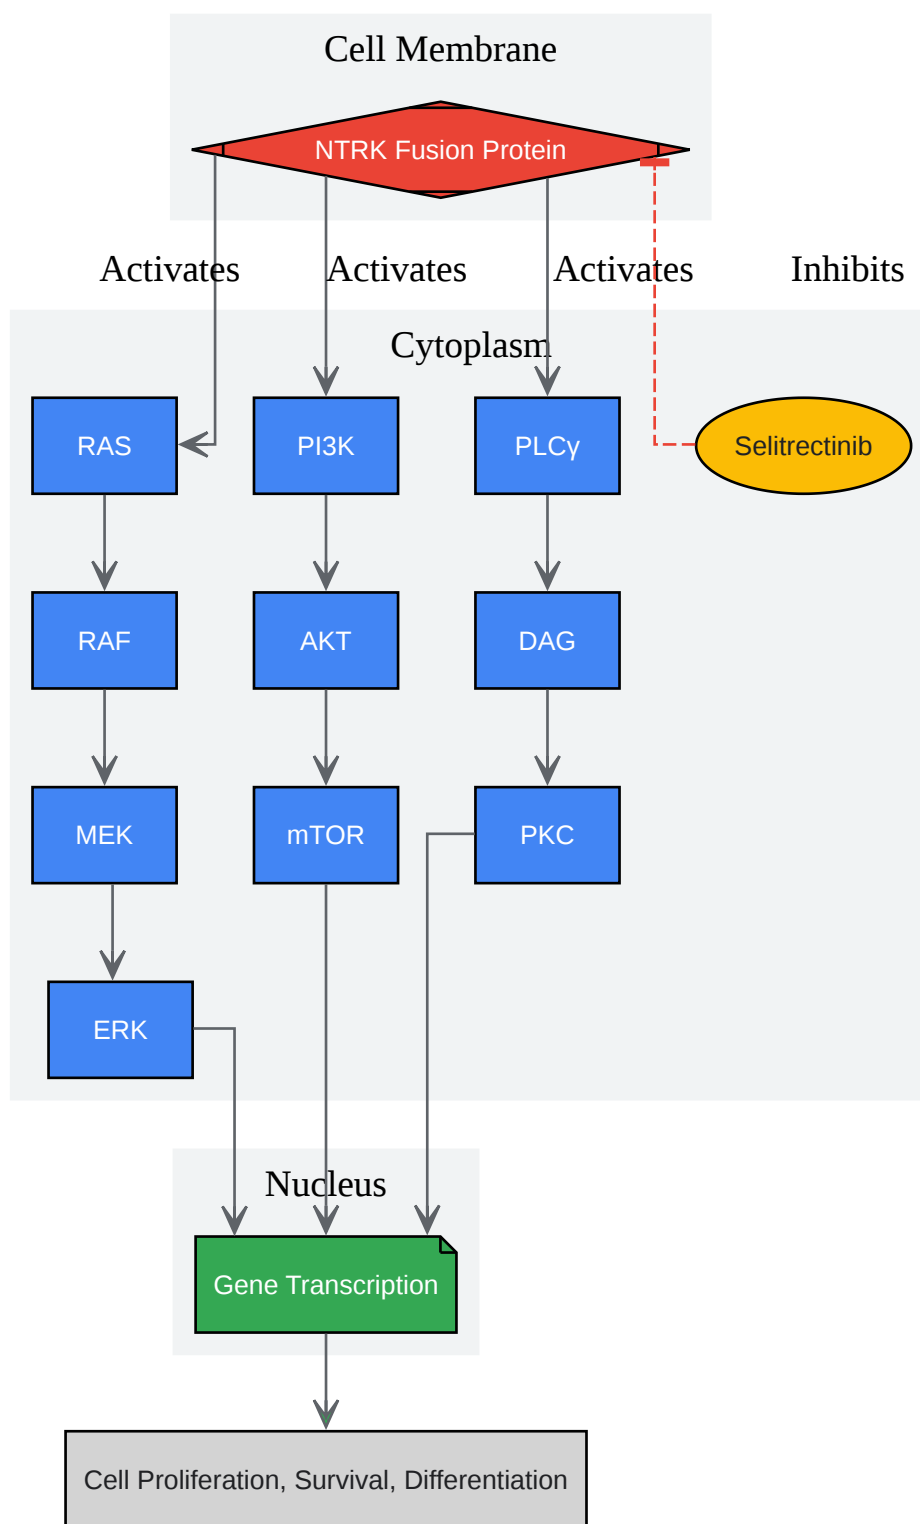 Cell Membrane
NTRK Fusion Protein
Activates
Activates
Activates
Inhibits
Cytoplasm
RAS
PI3K
PLCγ
Selitrectinib
RAF
AKT
DAG
MEK
mTOR
PKC
ERK
Nucleus
Gene Transcription
Cell Proliferation, Survival, Differentiation